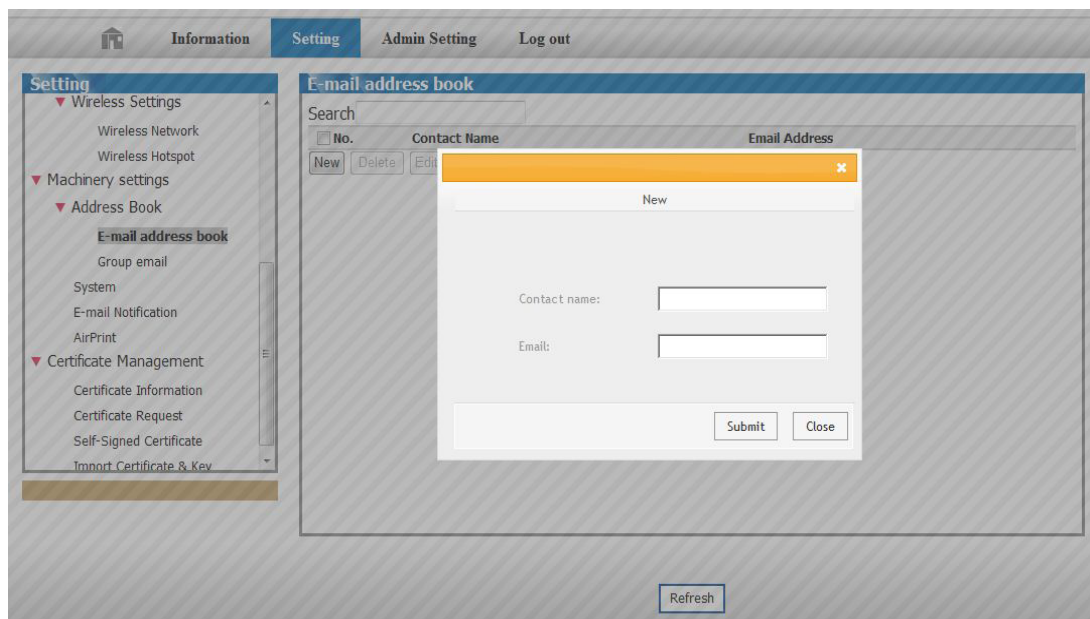 Information Setting Admin Setting Log out
Setting
Wireless Settings
Wireless Network
Wireless Hotspot
Machinery settings
Address Book
E-mail address book
Group email
System
E-mail Notification
AirPrint
Certificate Management
Certificate Information
Certificate Request
Self-Signed Certificate
Import Certificate & Key
E-mail address book
Search
No. Contact Name Email Address
New Delete Edit
New
Contact name:
Email:
Submit Close
Refresh